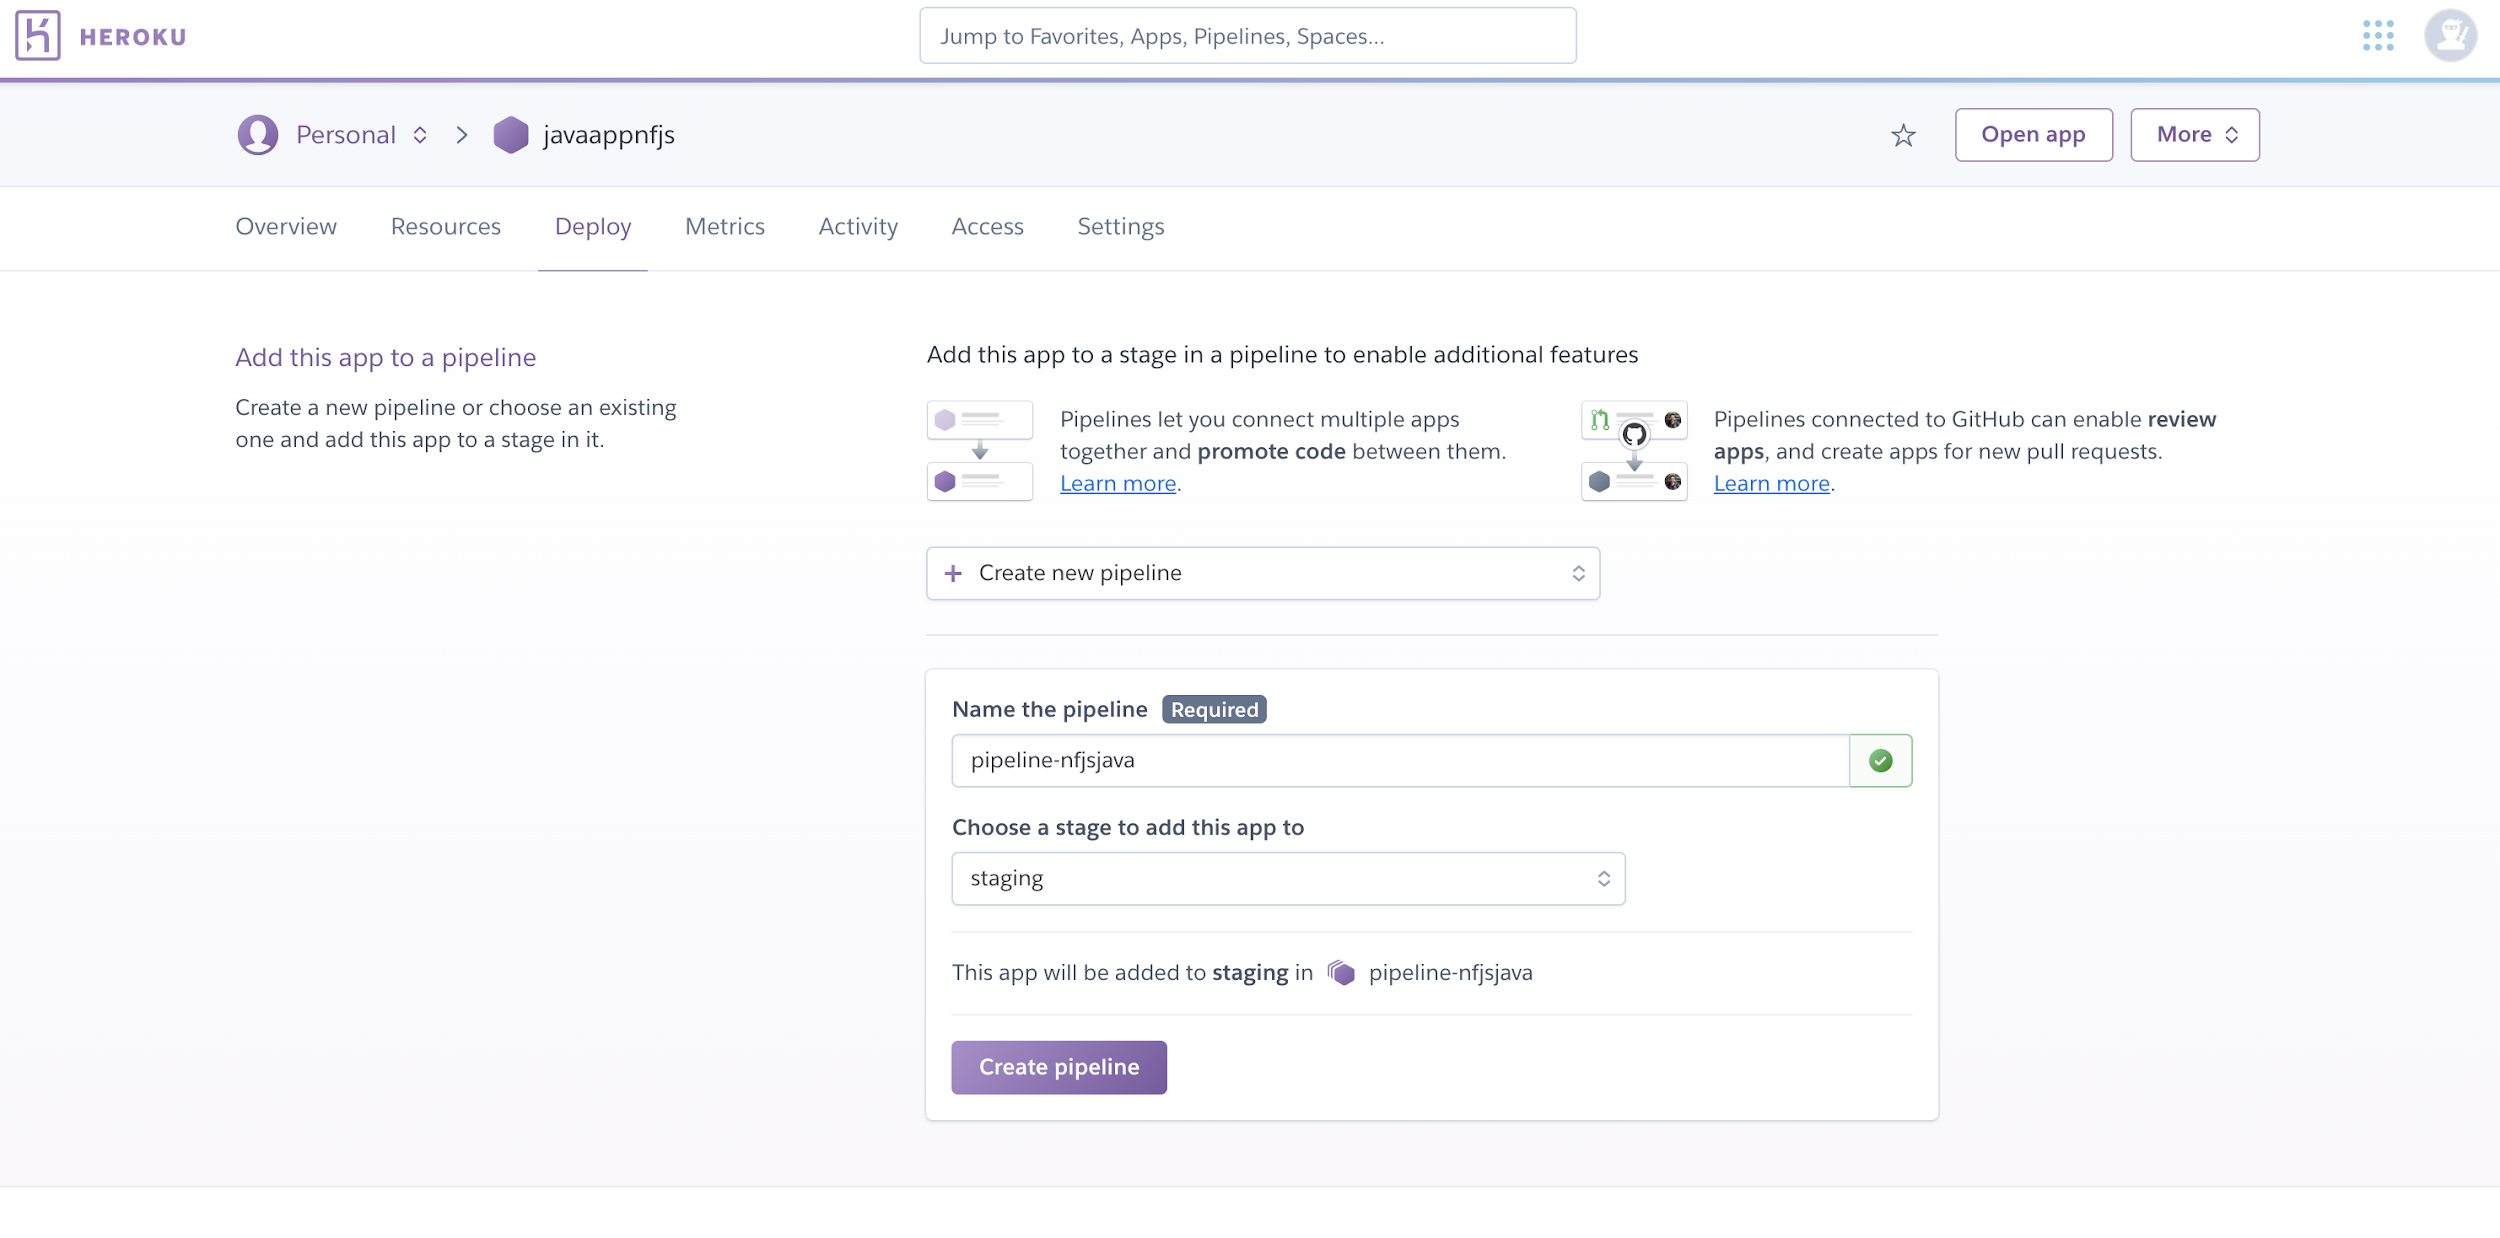 HEROKU
Jump to Favorites, Apps, Pipelines, Spaces...
Personal
javaappnfjs
Open app
More
Overview
Resources
Deploy
Metrics
Activity
Access
Settings
Add this app to a pipeline
Create a new pipeline or choose an existing
one and add this app to a stage in it.
Add this app to a stage in a pipeline to enable additional features
Pipelines let you connect multiple apps
together and promote code between them.
Learn more.
Pipelines connected to GitHub can enable review
apps, and create apps for new pull requests.
Learn more.
+ Create new pipeline
Name the pipeline Required
pipeline-nfjsjava
Choose a stage to add this app to
staging
This app will be added to staging in pipeline-nfjsjava
Create pipeline